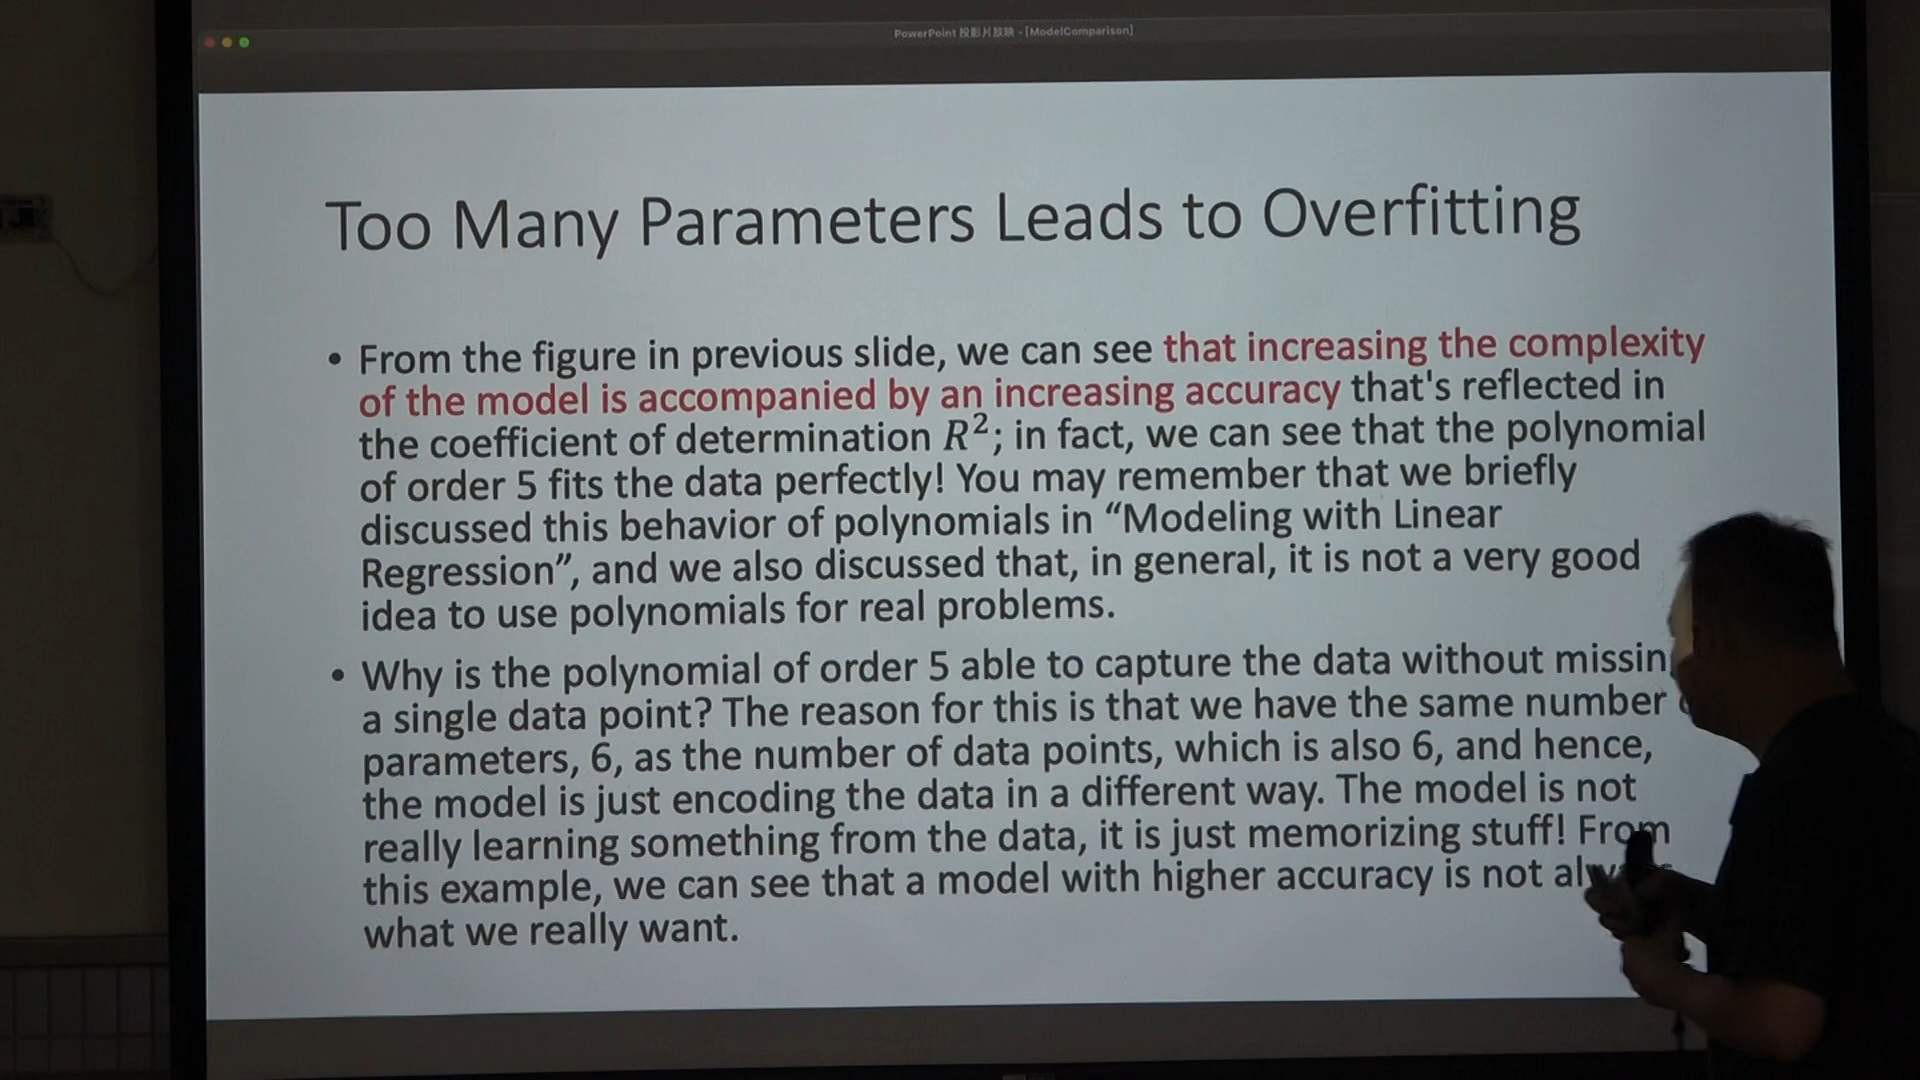 PowerPoint 投影片放映 - [ModelComparison]
Too Many Parameters Leads to Overfitting
• From the figure in previous slide, we can see that increasing the complexity
of the model is accompanied by an increasing accuracy that's reflected in
the coefficient of determination R²; in fact, we can see that the polynomial
of order 5 fits the data perfectly! You may remember that we briefly
discussed this behavior of polynomials in “Modeling with Linear
Regression”, and we also discussed that, in general, it is not a very good
idea to use polynomials for real problems.
• Why is the polynomial of order 5 able to capture the data without missin
a single data point? The reason for this is that we have the same number
parameters, 6, as the number of data points, which is also 6, and hence,
the model is just encoding the data in a different way. The model is not
really learning something from the data, it is just memorizing stuff! From
this example, we can see that a model with higher accuracy is not
what we really want.